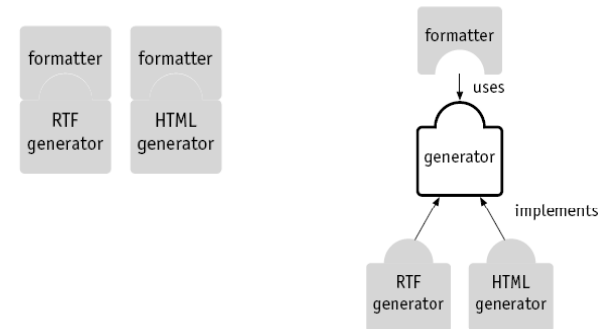 formatter
RTF
generator
formatter
HTML
generator
formatter
uses
generator
implements
RTF
generator
HTML
generator